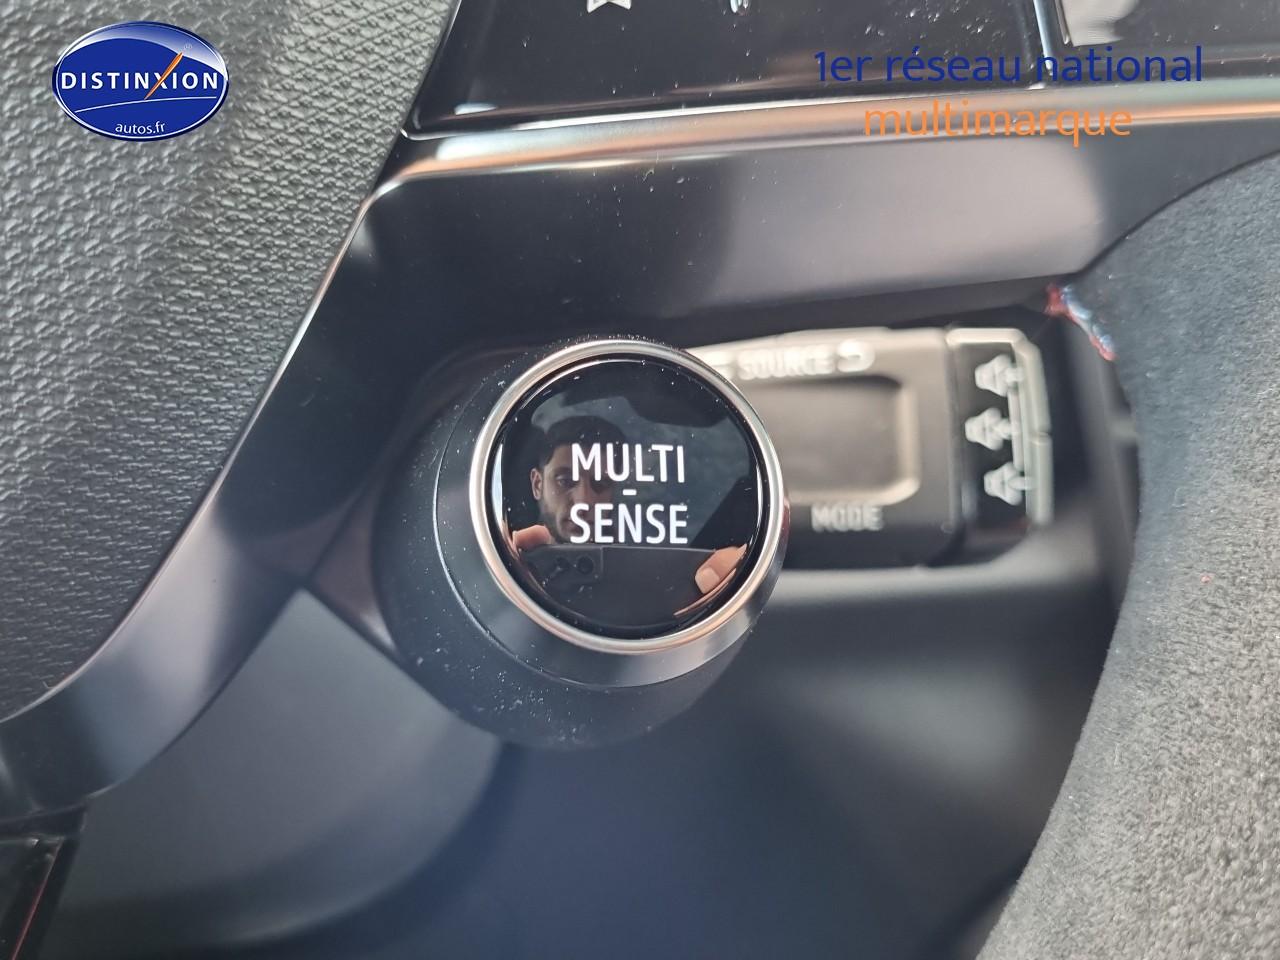 DISTINXION
autos.fr
1er réseau national
multimarque
SOURCE
MULTI
-
SENSE
MODE